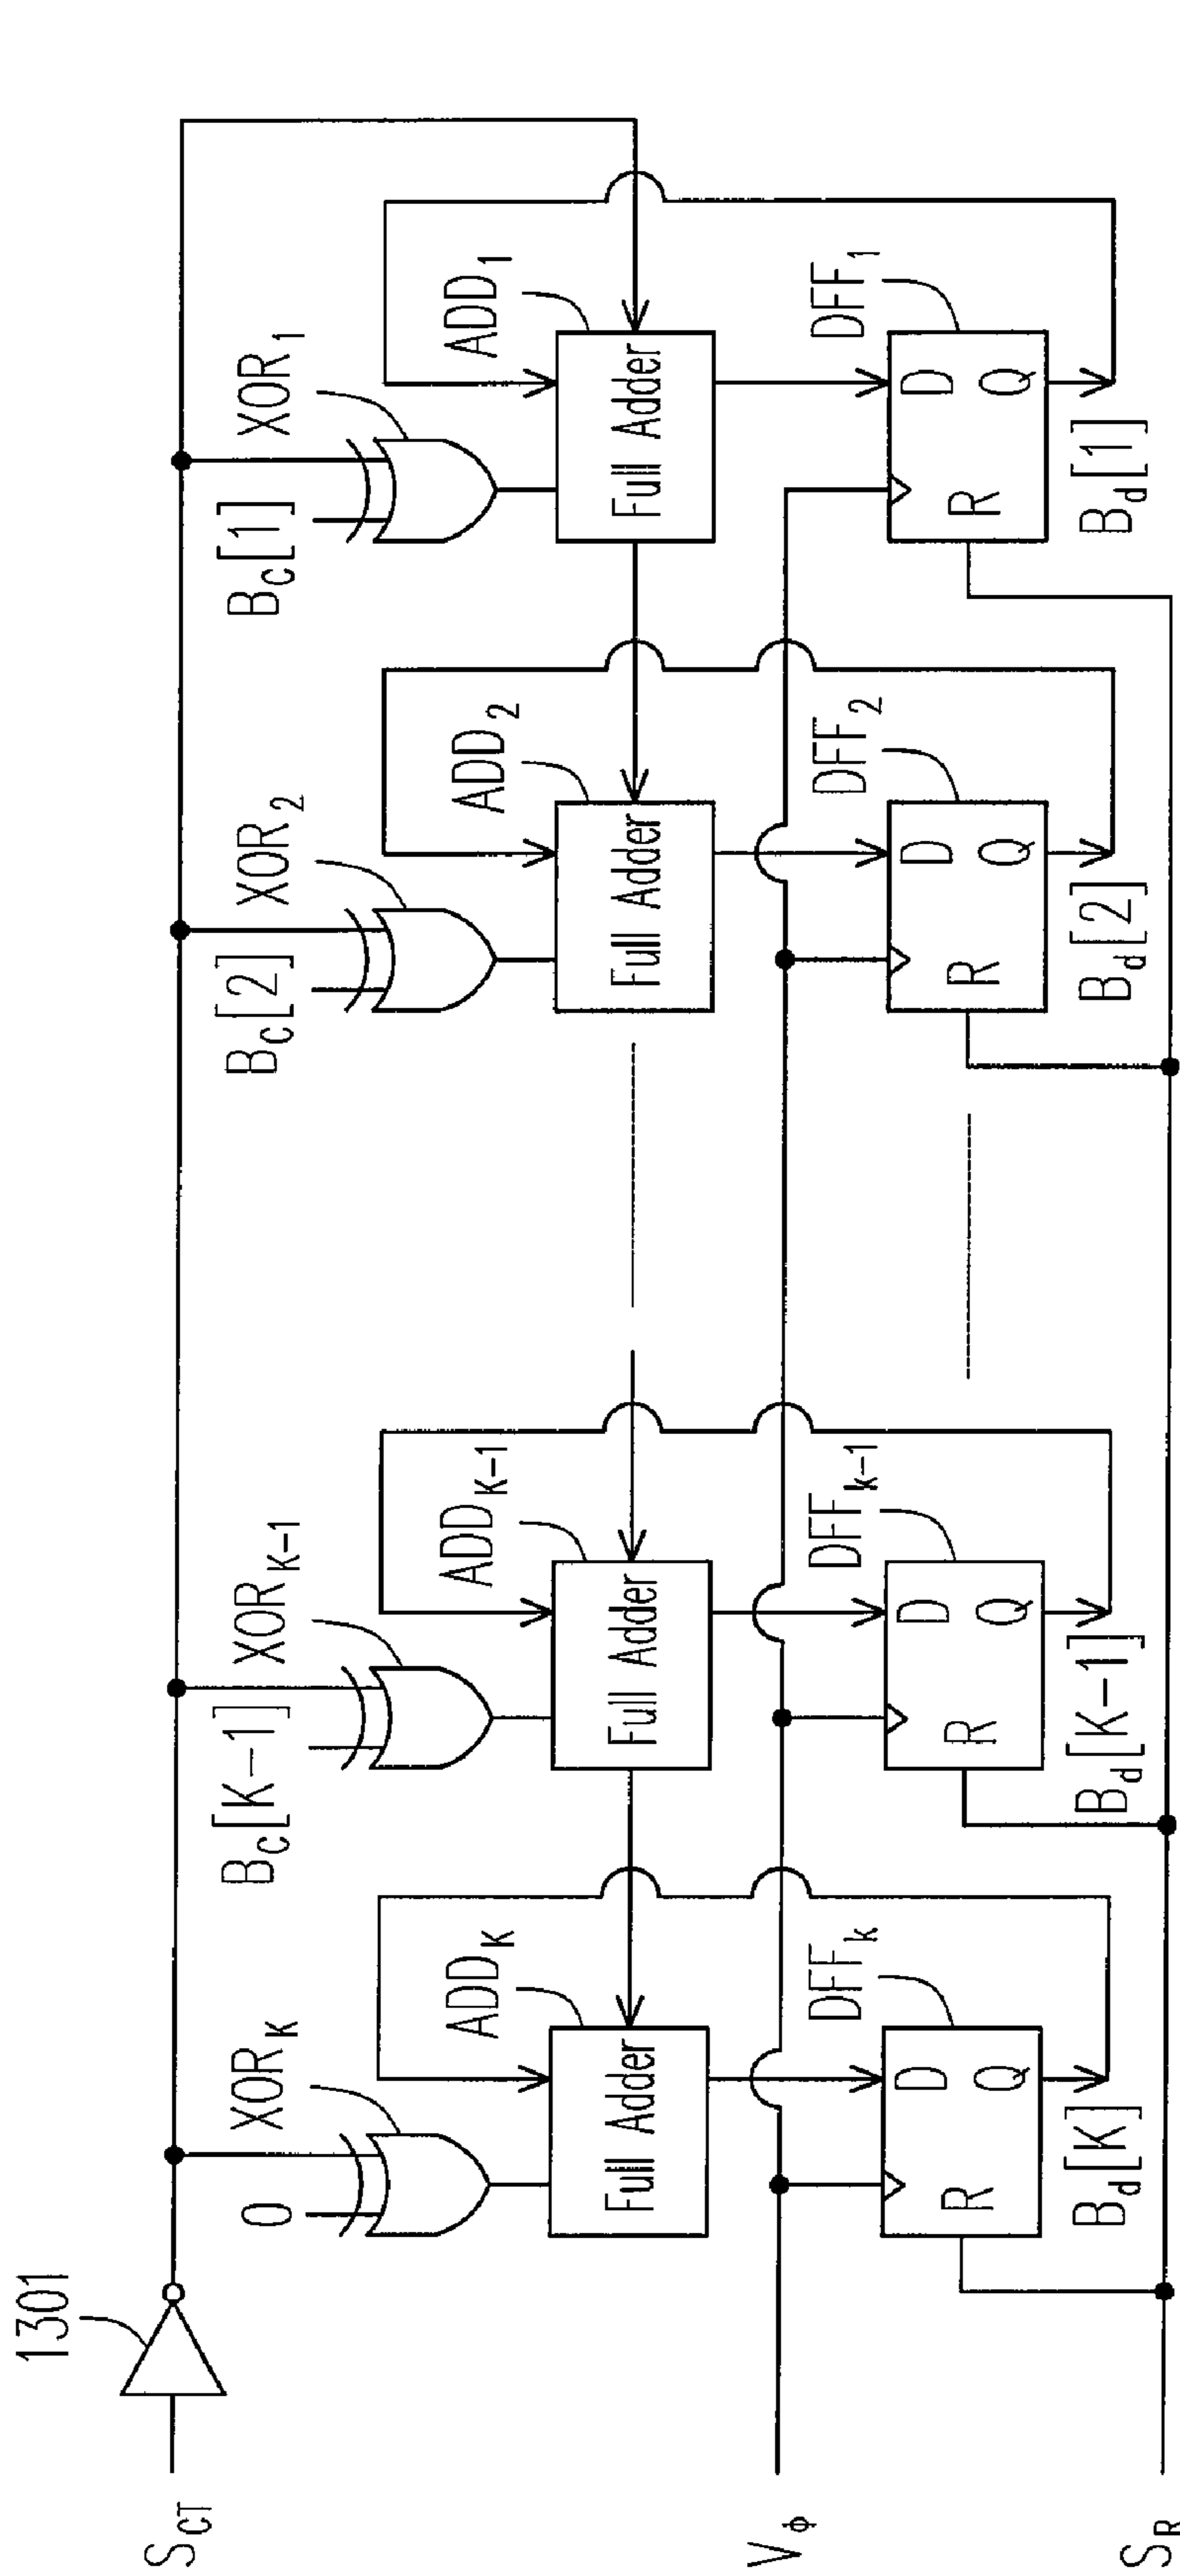 1301
S_CT
0
XOR_K
B_C[K-1]
XOR_K-1
B_C[2]
XOR_2
B_C[1]
XOR_1
ADD_K
ADD_K-1
ADD_2
ADD_1
Full Adder
Full Adder
Full Adder
Full Adder
V_ϕ
DFF_k
DFF_k-1
DFF_2
DFF_1
D
R
Q
D
R
Q
D
R
Q
D
R
Q
B_d[K]
B_d[K-1]
B_d[2]
B_d[1]
S_R